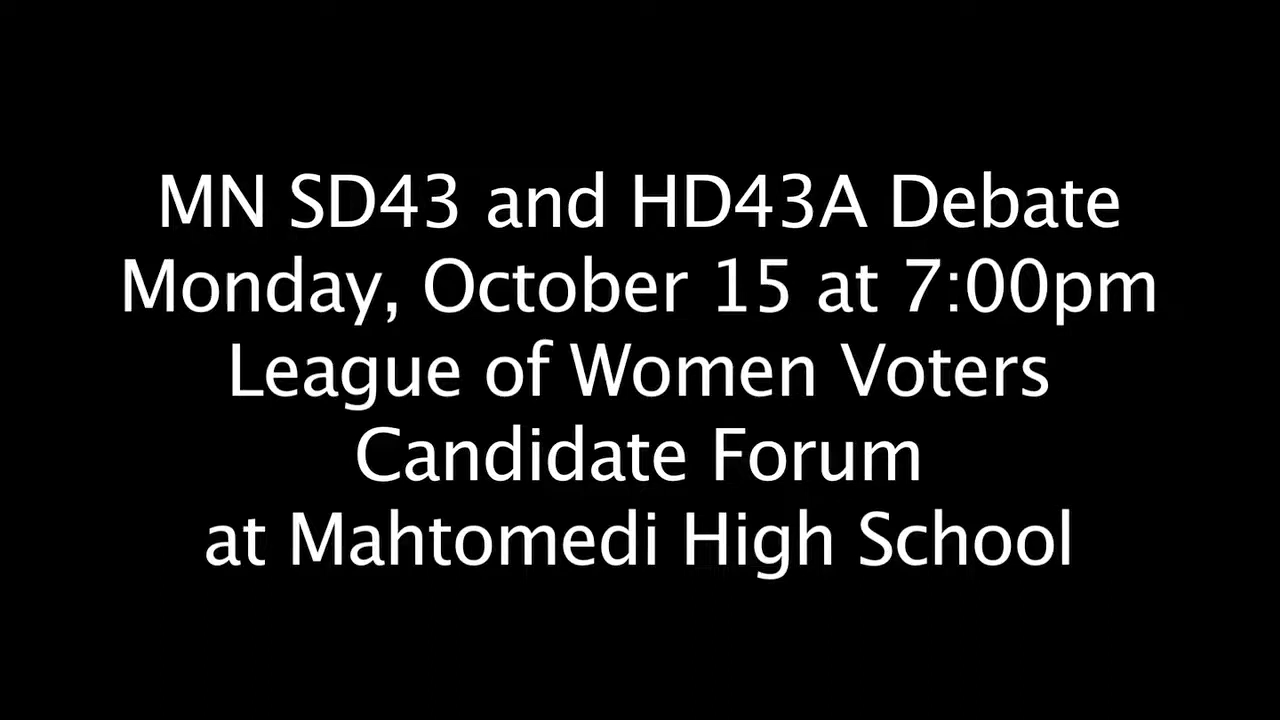 MN SD43 and HD43A Debate
Monday, October 15 at 7:00pm
League of Women Voters
Candidate Forum
at Mahtomedi High School